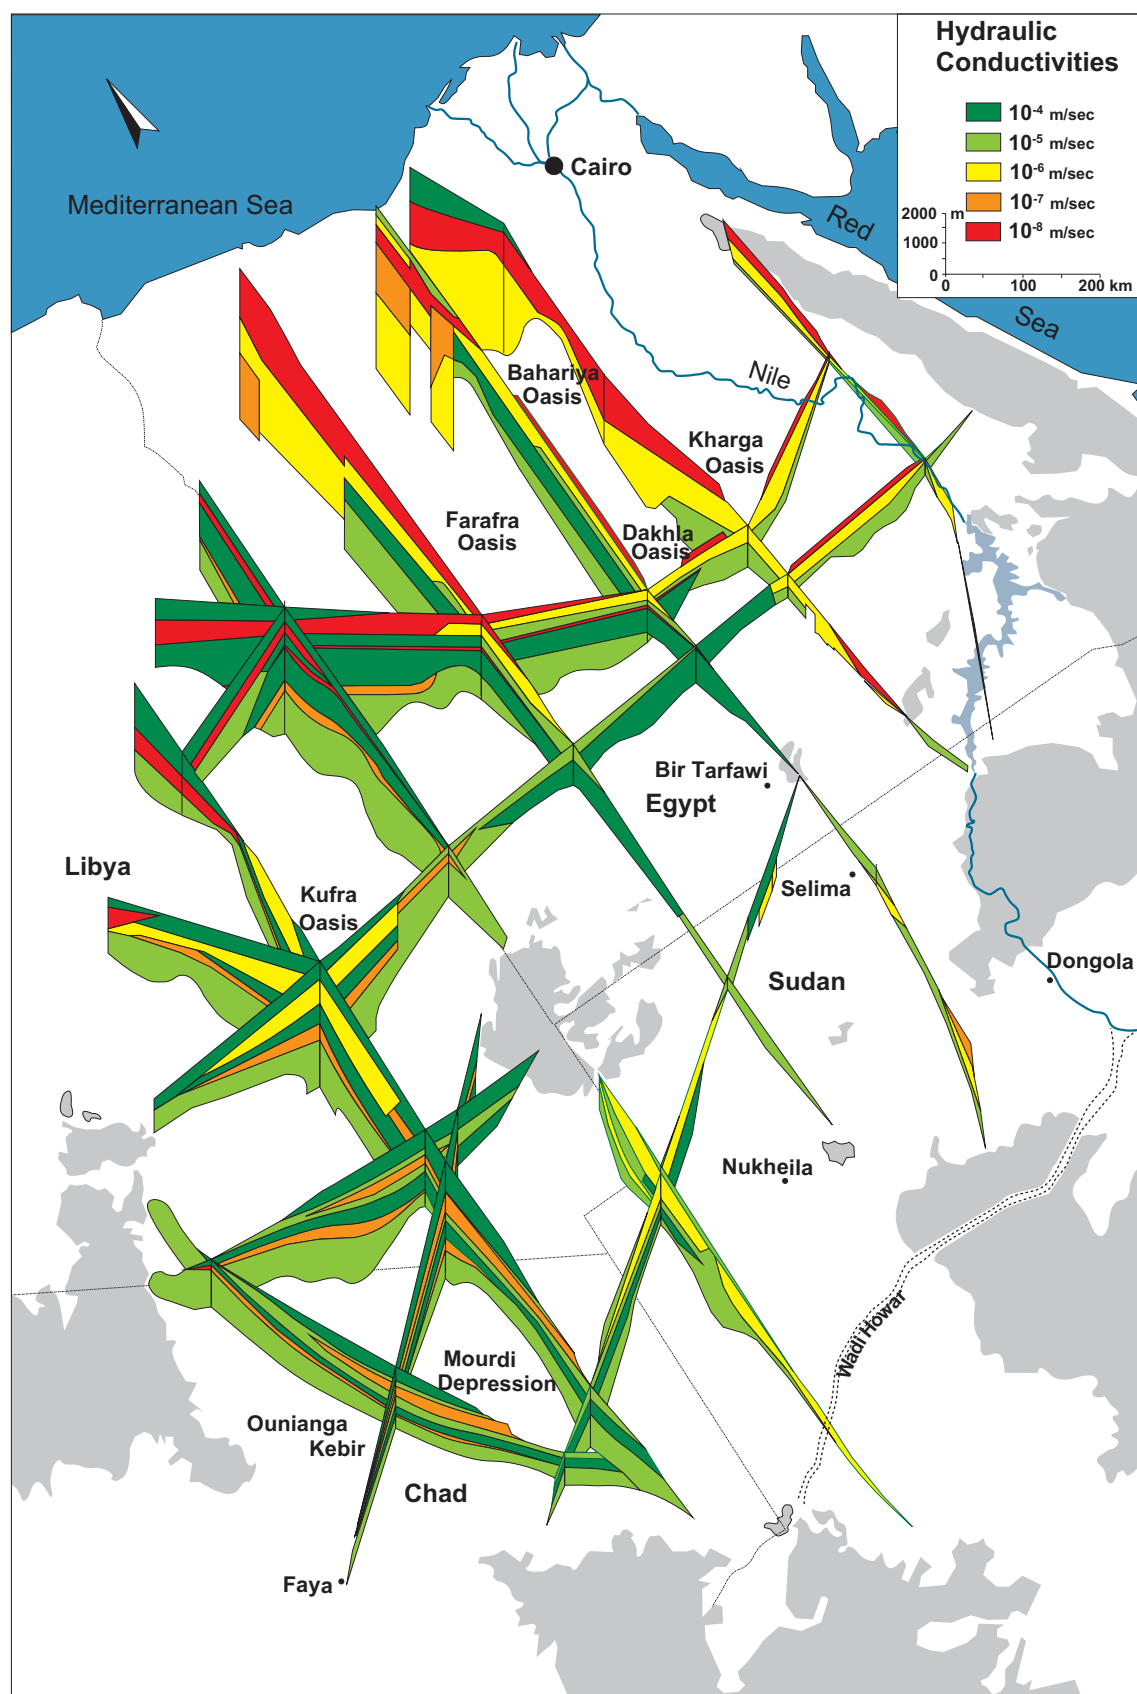 Hydraulic
Conductivities
10-4 m/sec
10-5 m/sec
10-6 m/sec
10-7 m/sec
10-8 m/sec
2000 m
1000
0
0 100 200 km
Cairo
Mediterranean Sea
Red
Sea
Nile
Bahariya
Oasis
Kharga
Oasis
Farafra
Oasis
Dakhla
Oasis
Bir Tarfawi
Egypt
Libya
Selima
Kufra
Oasis
Dongola
Sudan
Nukheila
Wadi Howar
Mourdi
Depression
Ounianga
Kebir
Chad
Faya